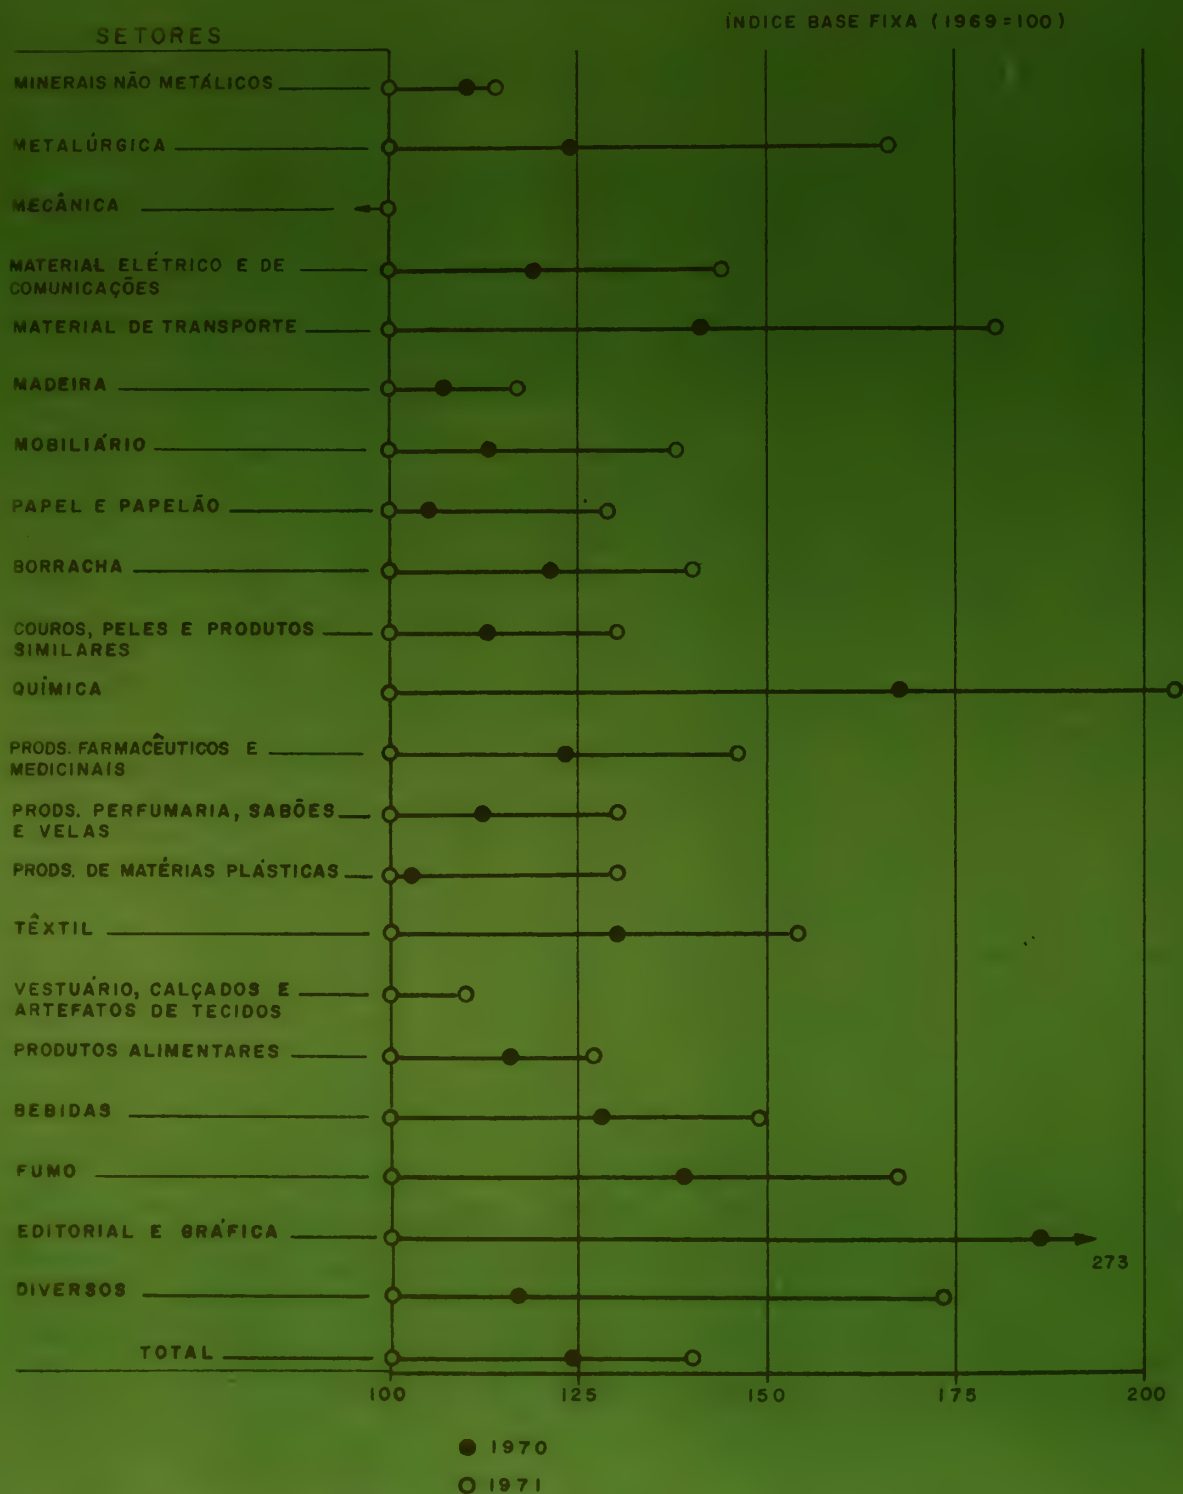 ÍNDICE BASE FIXA (1969=100)
SETORES
MINERAIS NÃO METÁLICOS
METALÚRGICA
MECÂNICA
MATERIAL ELÉTRICO E DE
COMUNICAÇÕES
MATERIAL DE TRANSPORTE
MADEIRA
MOBILIÁRIO
PAPEL E PAPELÃO
BORRACHA
COUROS, PELES E PRODUTOS
SIMILARES
QUÍMICA
PRODS. FARMACÊUTICOS E
MEDICINAIS
PRODS. PERFUMARIA, SABÕES
E VELAS
PRODS. DE MATÉRIAS PLÁSTICAS
TÊXTIL
VESTUÁRIO, CALÇADOS E
ARTEFATOS DE TECIDOS
PRODUTOS ALIMENTARES
BEBIDAS
FUMO
EDITORIAL E GRÁFICA
273
DIVERSOS
TOTAL
100 125 150 175 200
1970
1971